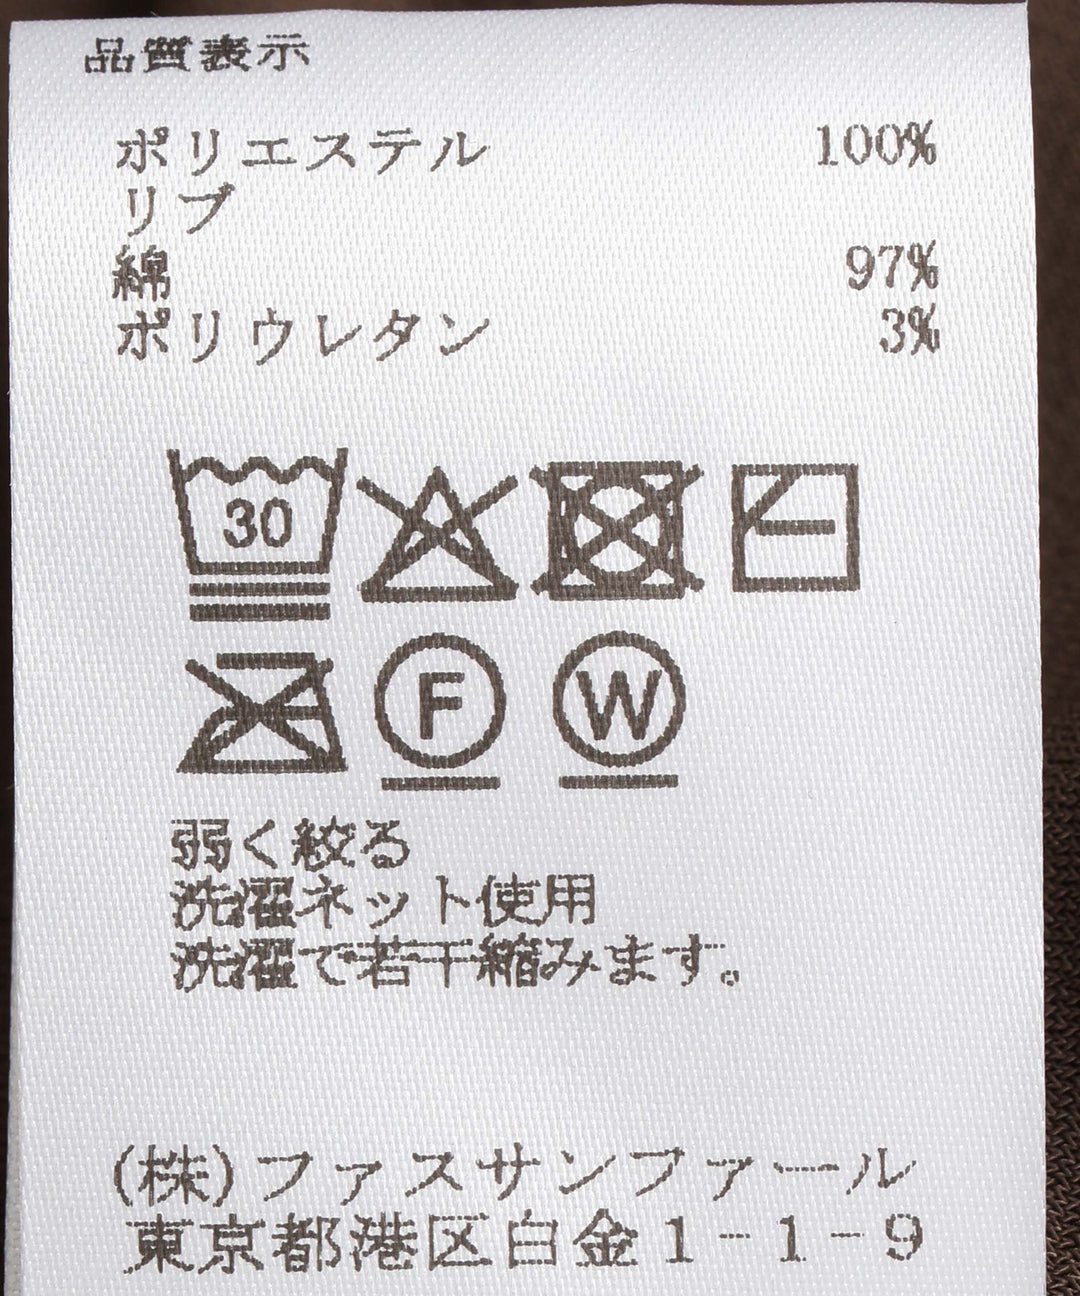 品質表示
ポリエステル 100%
リブ
綿 97%
ポリウレタン 3%
30
F W
弱く絞る
洗濯ネット使用
洗濯で若干縮みます。
(株)ファスサンファール
東京都港区白金1-1-9